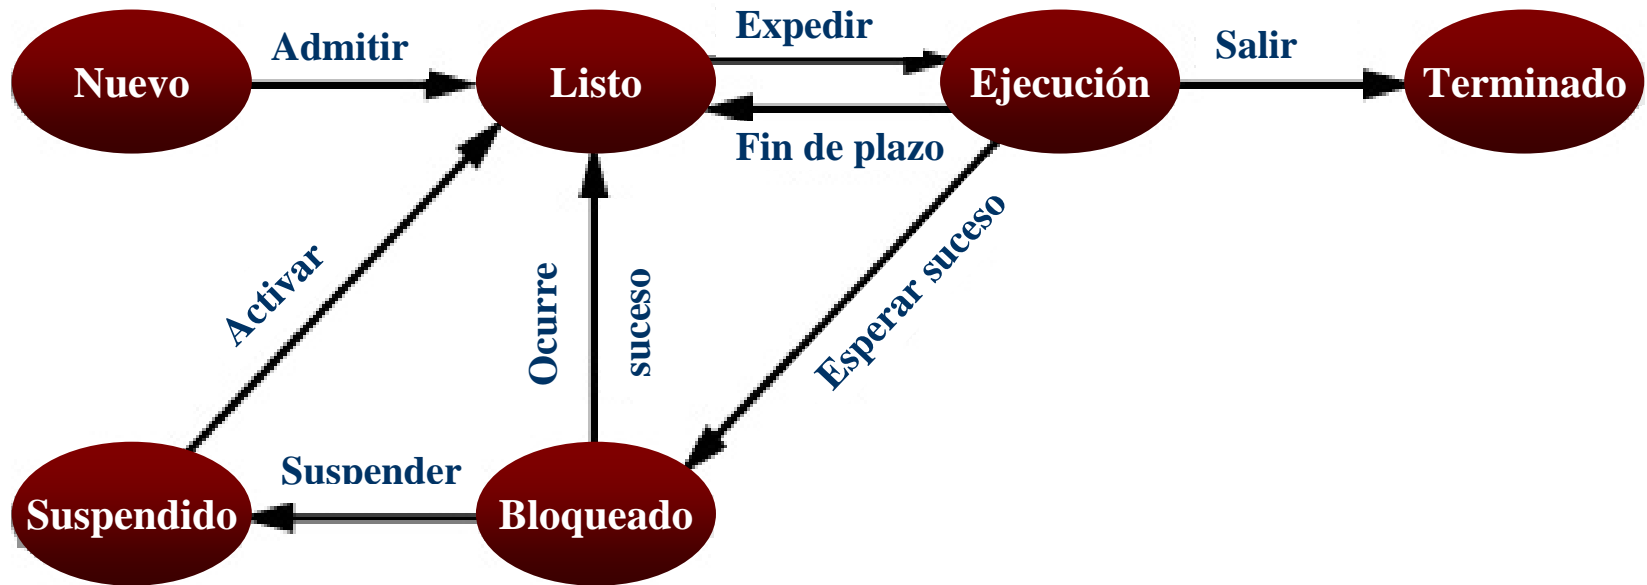 Nuevo
Admitir
Listo
Expedir
Fin de plazo
Ejecución
Salir
Terminado
Activar
Ocurre
suceso
Esperar suceso
Suspendido
Suspender
Bloqueado